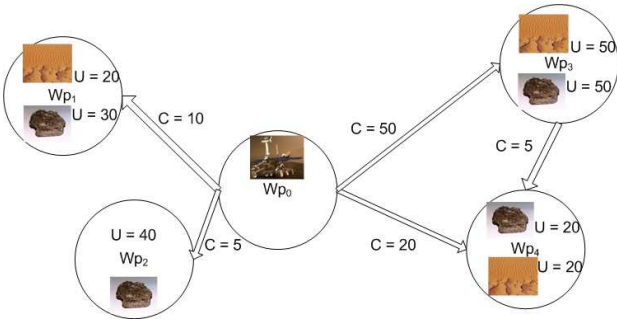 U = 20
Wp1
U = 30
C = 10
U = 40
Wp2
C = 5
Wp0
C = 50
C = 20
U = 50
Wp3
U = 50
C = 5
U = 20
Wp4
U = 20